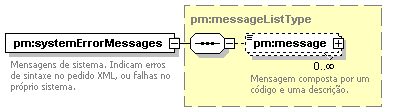 pm:messageListType
pm:systemErrorMessages
pm:message
0..∞
Mensagens de sistema. Indicam erros
de sintaxe no pedido XML, ou falhas no
próprio sistema.
Mensagem composta por um
código e uma descrição.